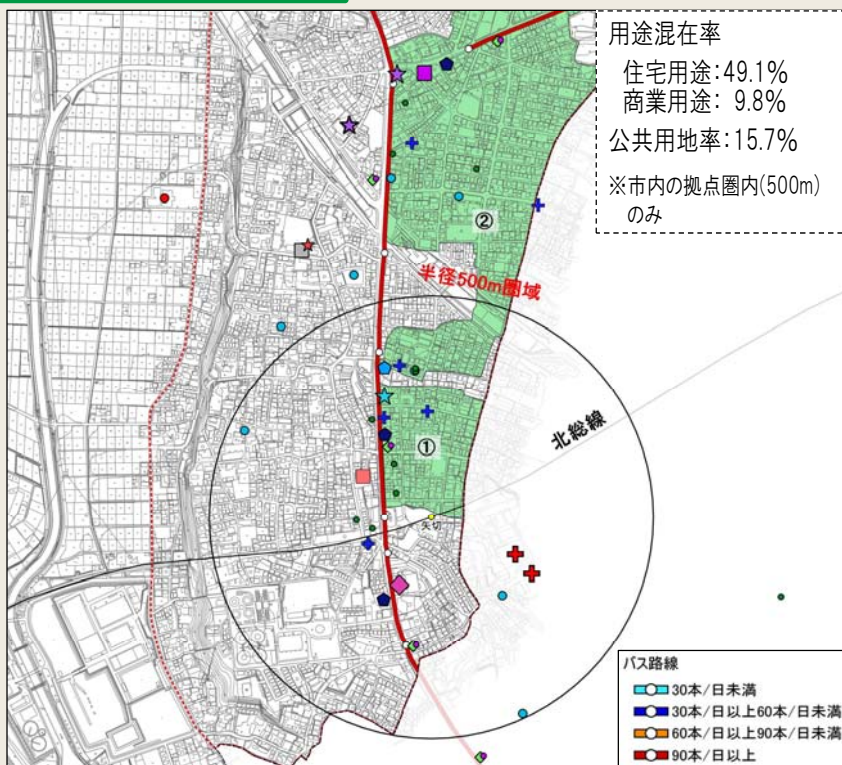 用途混在率
住宅用途:49.1%
商業用途: 9.8%
公共用地率:15.7%
※市内の拠点圏内(500m)
のみ
②
半径500m圏域
北総線
①
矢切
バス路線
30本/日未満
30本/日以上60本/日未満
60本/日以上90本/日未満
90本/日以上